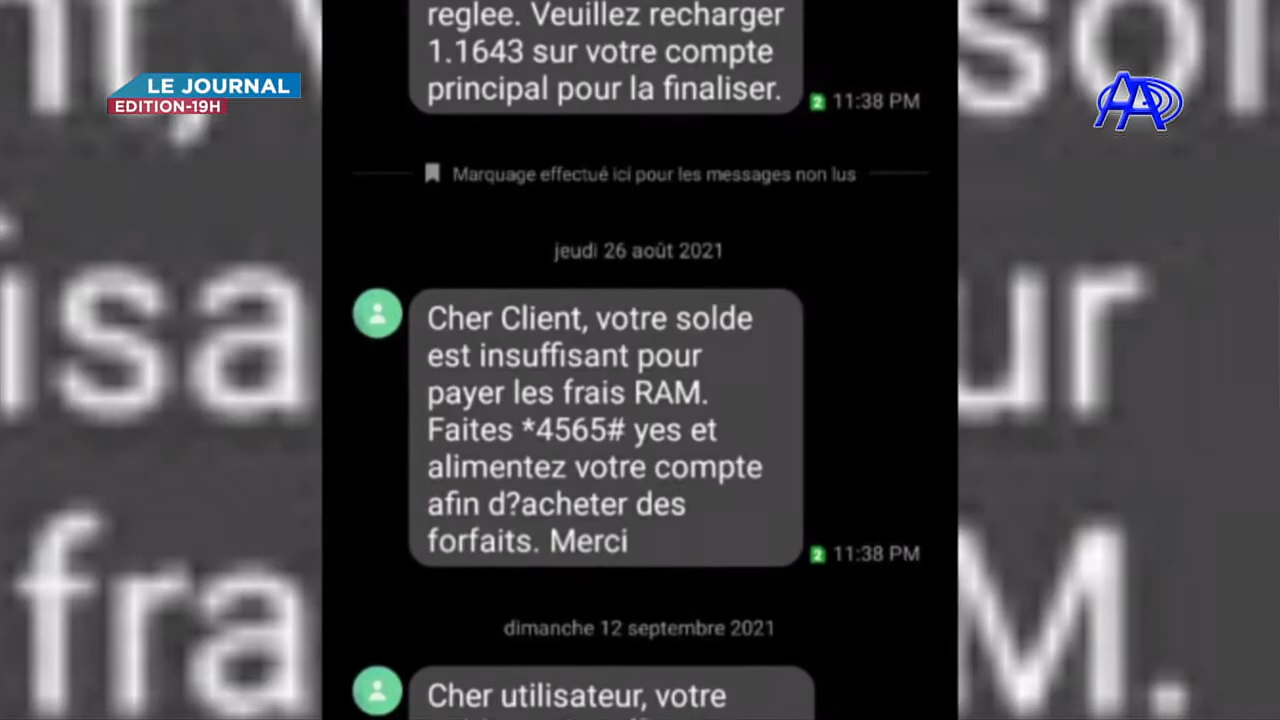 reglee. Veuillez recharger
1.1643 sur votre compte
principal pour la finaliser.
2 11:38 PM
LE JOURNAL
EDITION-19H
Marquage effectué ici pour les messages non lus
jeudi 26 août 2021
Cher Client, votre solde
est insuffisant pour
payer les frais RAM.
Faites *4565# yes et
alimentez votre compte
afin d?acheter des
forfaits. Merci
2 11:38 PM
dimanche 12 septembre 2021
Cher utilisateur, votre